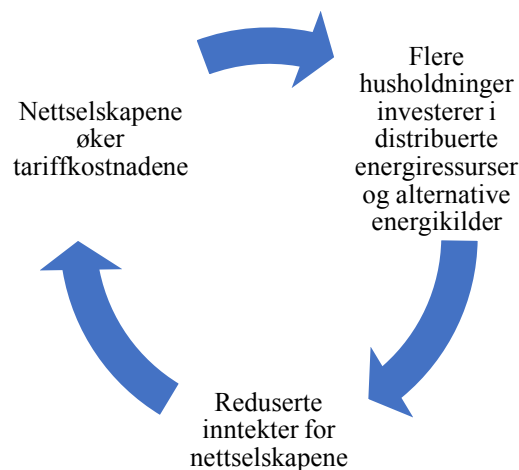 Nettselskapene
øker
tariffkostnadene
Flere
husholdninger
investerer i
distribuerte
energiressurser
og alternative
energikilder
Reduserte
inntekter for
nettselskapene